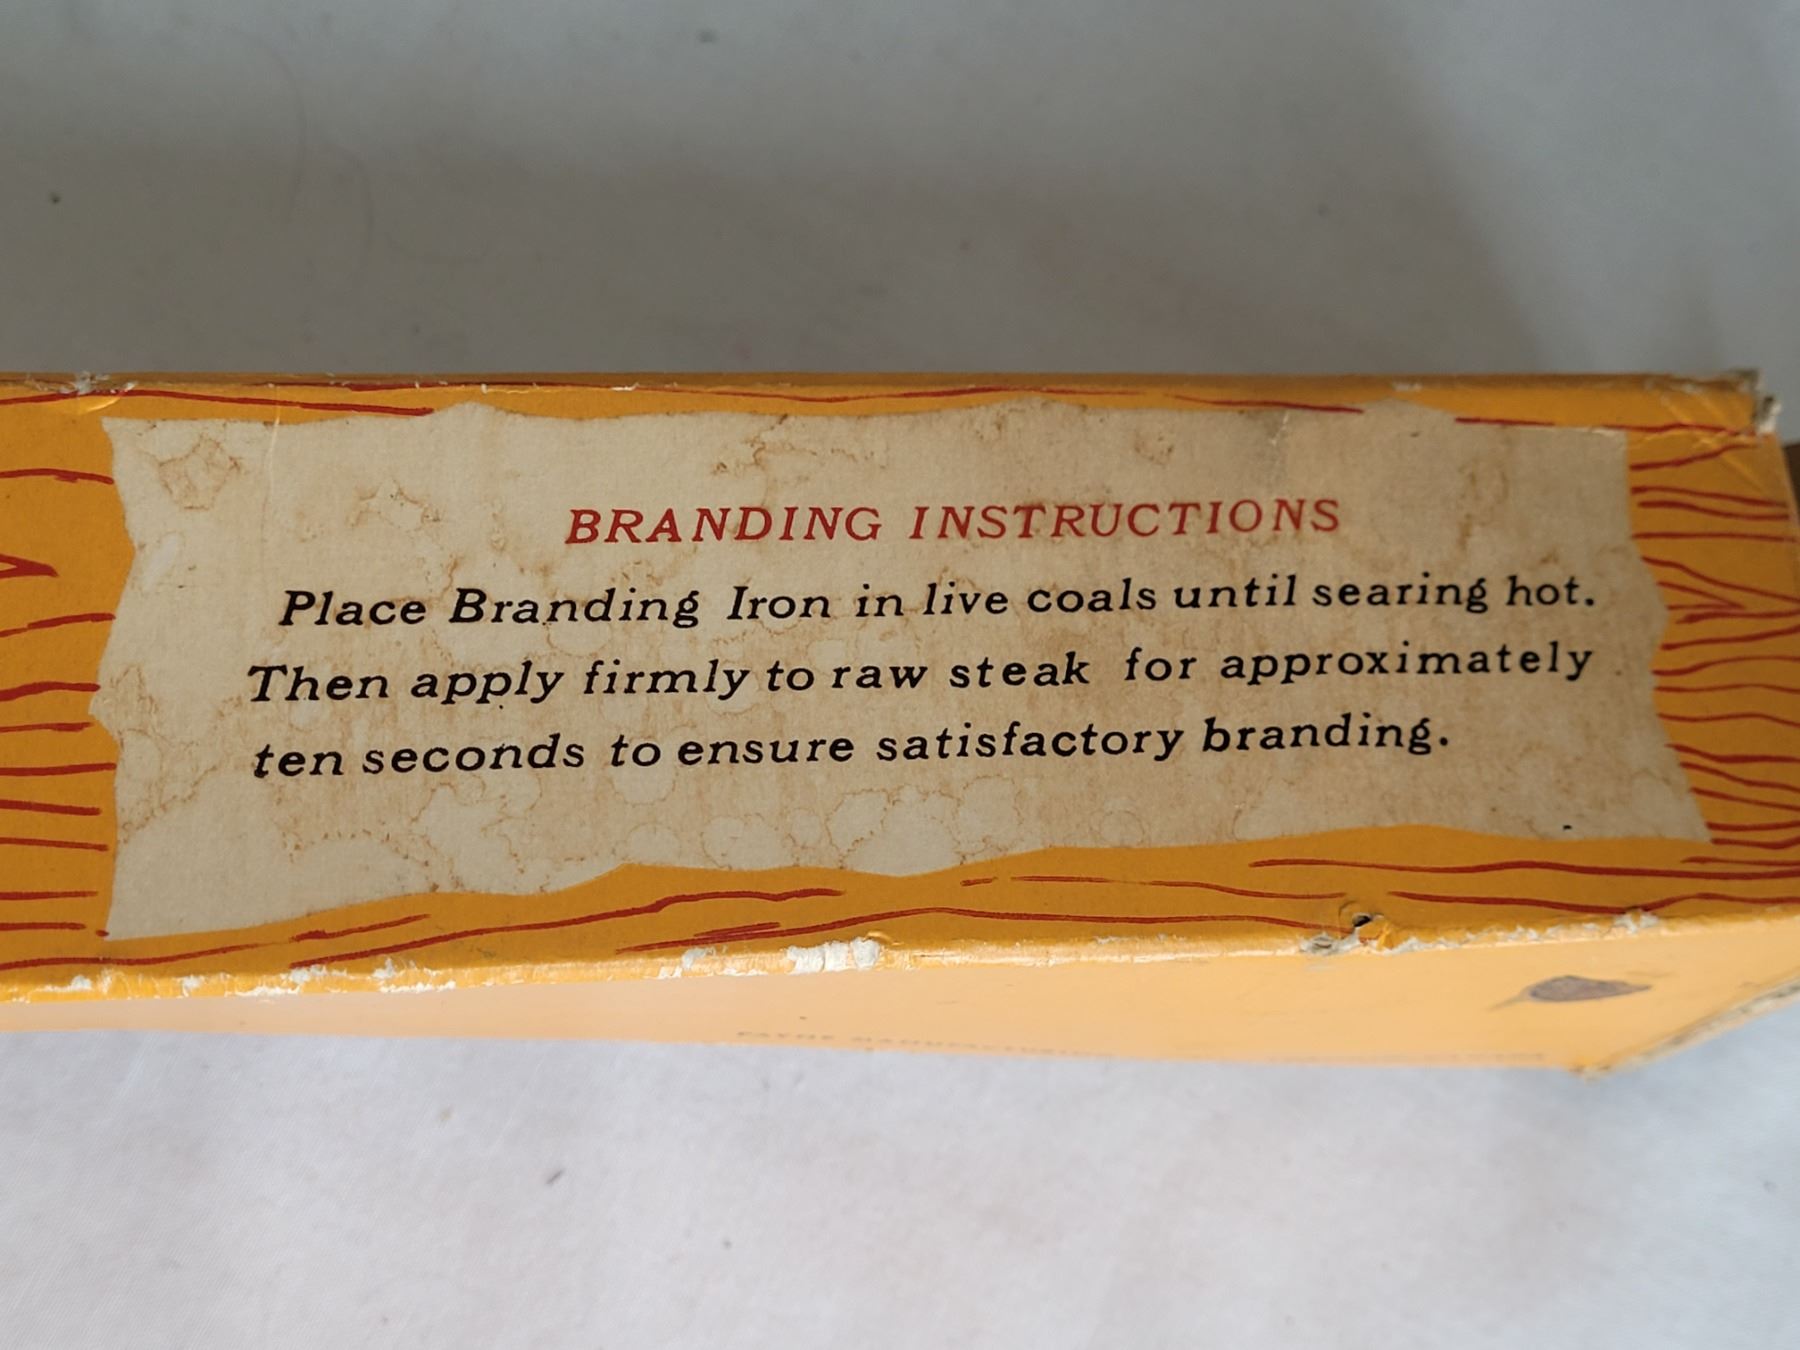 BRANDING INSTRUCTIONS
Place Branding Iron in live coals until searing hot.
Then apply firmly to raw steak for approximately
ten seconds to ensure satisfactory branding.